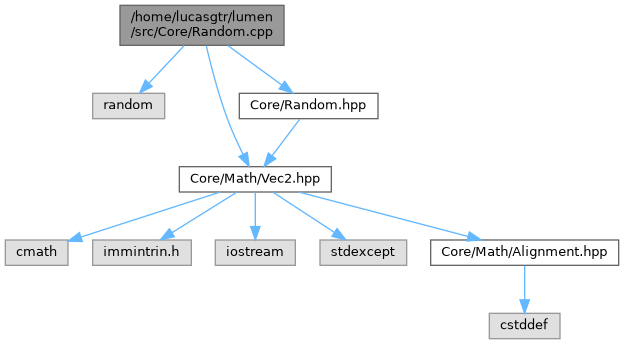 /home/lucasgtr/lumen
/src/Core/Random.cpp
random
Core/Random.hpp
Core/Math/Vec2.hpp
cmath
immintrin.h
iostream
stdexcept
Core/Math/Alignment.hpp
cstddef